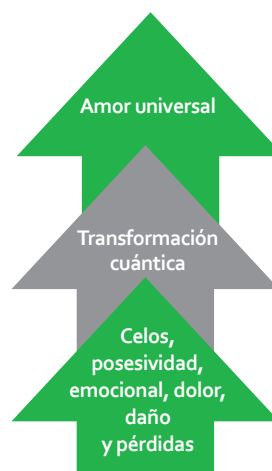 Amor universal
Transformación
cuántica
Celos,
posesividad,
emocional, dolor,
daño
y pérdidas